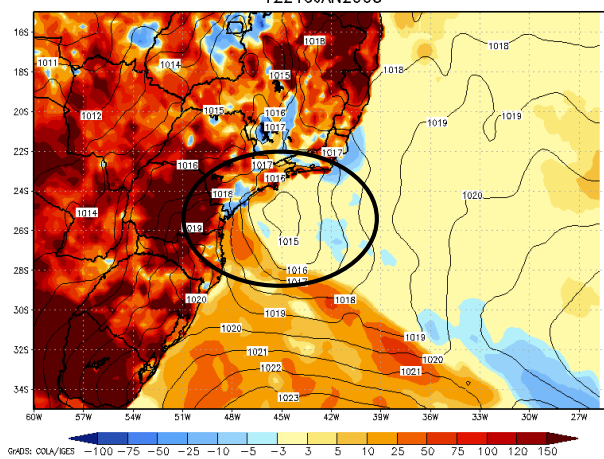 16S 1018 1018
1011 1014 1018
18S 1015
20S 1012 1015 1016 1019 1019
1017
22S 1017
1016 1017
1016
24S 1018 1020
1014
26S 1019 1015
28S 1016
1017
30S 1020 1018
1019
1020 1019
32S 1021 1020
1022 1021
34S 1023
60W 57W 54W 51W 48W 45W 42W 39W 36W 33W 30W 27W
GrADS: COLA/IGES -100 -75 -50 -25 -10 -5 -3 3 5 10 25 50 75 100 120 150